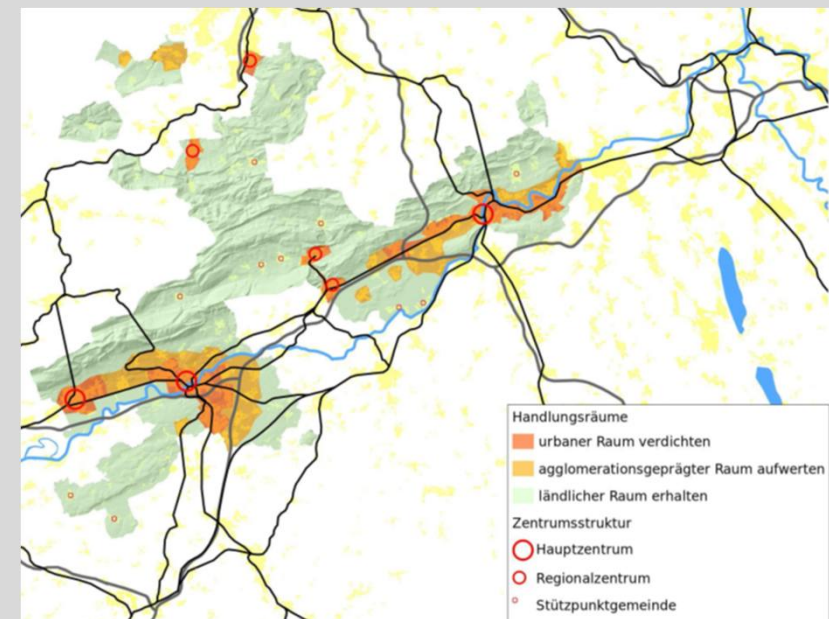 Handlungsräume
urbaner Raum verdichten
agglomerationsgeprägter Raum aufwerten
ländlicher Raum erhalten
Zentrumsstruktur
Hauptzentrum
Regionalzentrum
Stützpunktgemeinde